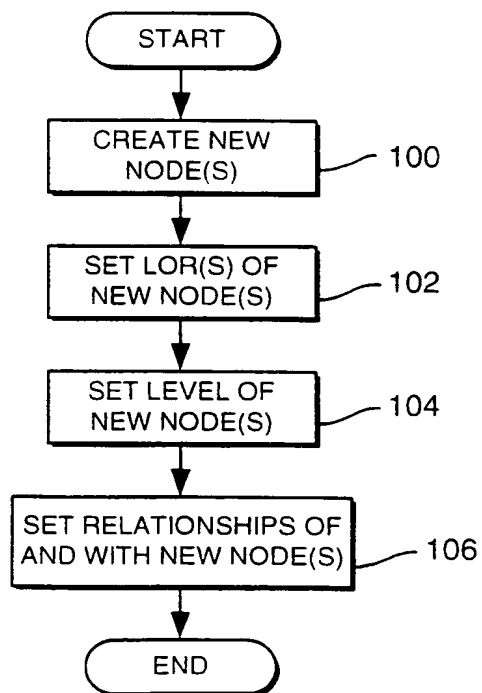 START
CREATE NEW
NODE(S)
100
SET LOR(S) OF
NEW NODE(S)
102
SET LEVEL OF
NEW NODE(S)
104
SET RELATIONSHIPS OF
AND WITH NEW NODE(S)
106
END